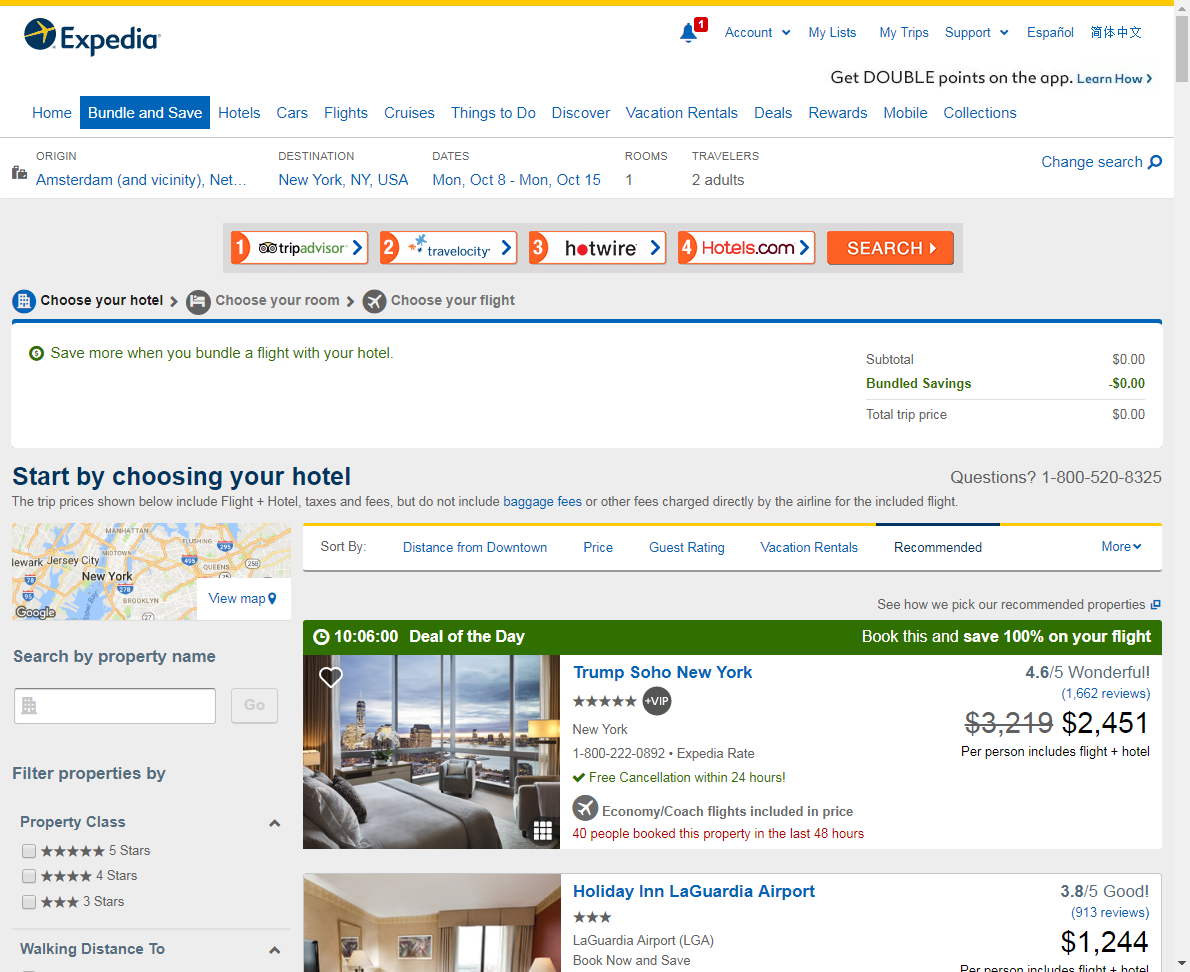 Expedia
1
Account
My Lists
My Trips
Support
Español
简体中文
Get DOUBLE points on the app. Learn How
Home
Bundle and Save
Hotels
Cars
Flights
Cruises
Things to Do
Discover
Vacation Rentals
Deals
Rewards
Mobile
Collections
ORIGIN
Amsterdam (and vicinity), Net...
DESTINATION
New York, NY, USA
DATES
Mon, Oct 8 - Mon, Oct 15
ROOMS
1
TRAVELERS
2 adults
Change search
1 tripadvisor
2 travelocity
3 hotwire
4 Hotels.com
SEARCH
Choose your hotel
Choose your room
Choose your flight
Save more when you bundle a flight with your hotel.
Subtotal $0.00
Bundled Savings -$0.00
Total trip price $0.00
Start by choosing your hotel
Questions? 1-800-520-8325
The trip prices shown below include Flight + Hotel, taxes and fees, but do not include baggage fees or other fees charged directly by the airline for the included flight.
MANHATTAN
FLUSHING
295
ewark
Jersey City
MIDTOWN
495
QUEENS
258
78
New York
278
95
BROOKLYN
27
Google
View map
Sort By:
Distance from Downtown
Price
Guest Rating
Vacation Rentals
Recommended
More
See how we pick our recommended properties
Search by property name
Go
Filter properties by
Property Class
5 Stars
4 Stars
3 Stars
Walking Distance To
10:06:00 Deal of the Day
Book this and save 100% on your flight
Trump Soho New York
+VIP
New York
1-800-222-0892 • Expedia Rate
Free Cancellation within 24 hours!
Economy/Coach flights included in price
40 people booked this property in the last 48 hours
4.6/5 Wonderful!
(1,662 reviews)
$3,219 $2,451
Per person includes flight + hotel
Holiday Inn LaGuardia Airport
LaGuardia Airport (LGA)
Book Now and Save
3.8/5 Good!
(913 reviews)
$1,244
Per person includes flight + hotel